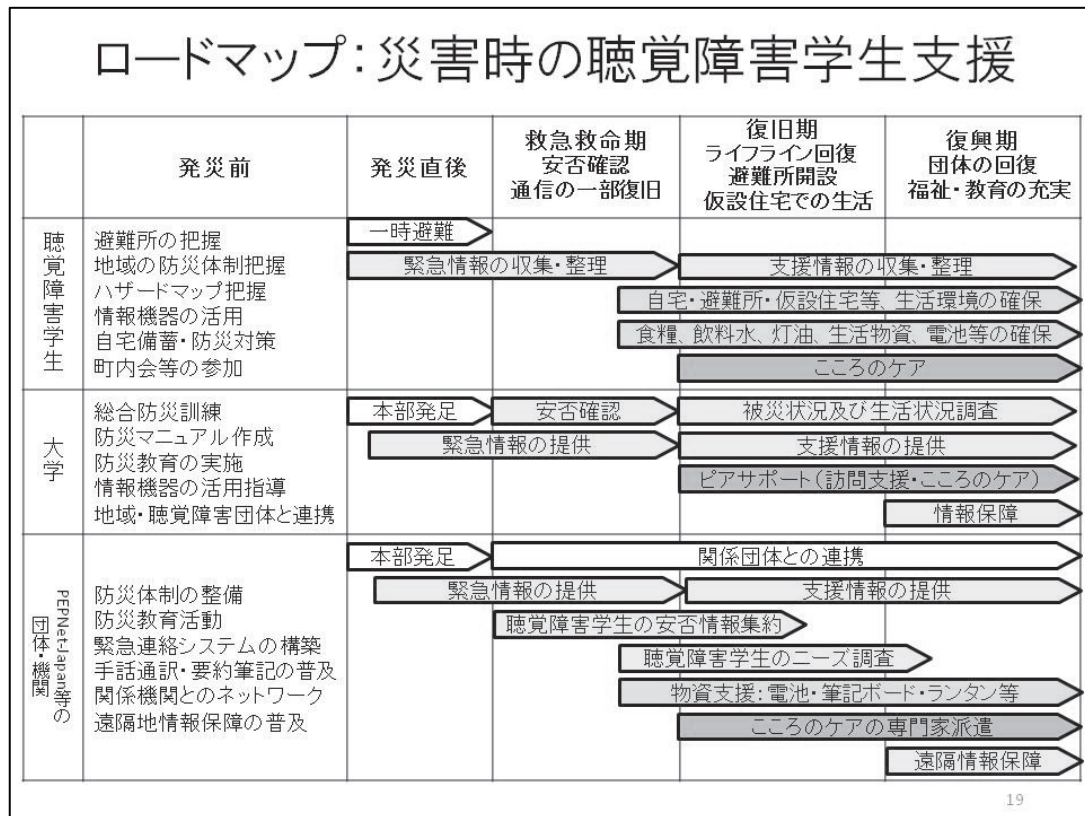 ロードマップ:災害時の聴覚障害学生支援
発災前
発災直後
救急救命期
安否確認
通信の一部復旧
復旧期
ライフライン回復
避難所開設
仮設住宅での生活
復興期
団体の回復
福祉・教育の充実
聴覚障害学生
避難所の把握
地域の防災体制把握
ハザードマップ把握
情報機器の活用
自宅備蓄・防災対策
町内会等の参加
一時避難
緊急情報の収集・整理
支援情報の収集・整理
自宅・避難所・仮設住宅等、生活環境の確保
食糧、飲料水、灯油、生活物資、電池等の確保
こころのケア
大学
総合防災訓練
防災マニュアル作成
防災教育の実施
情報機器の活用指導
地域・聴覚障害団体と連携
本部発足
安否確認
被災状況及び生活状況調査
緊急情報の提供
支援情報の提供
ピアサポート(訪問支援・こころのケア)
情報保障
PEPNet-Japan等の
団体・機関
防災体制の整備
防災教育活動
緊急連絡システムの構築
手話通訳・要約筆記の普及
関係機関とのネットワーク
遠隔地情報保障の普及
本部発足
関係団体との連携
緊急情報の提供
支援情報の提供
聴覚障害学生の安否情報集約
聴覚障害学生のニーズ調査
物資支援:電池・筆記ボード・ランタン等
こころのケアの専門家派遣
遠隔情報保障
19